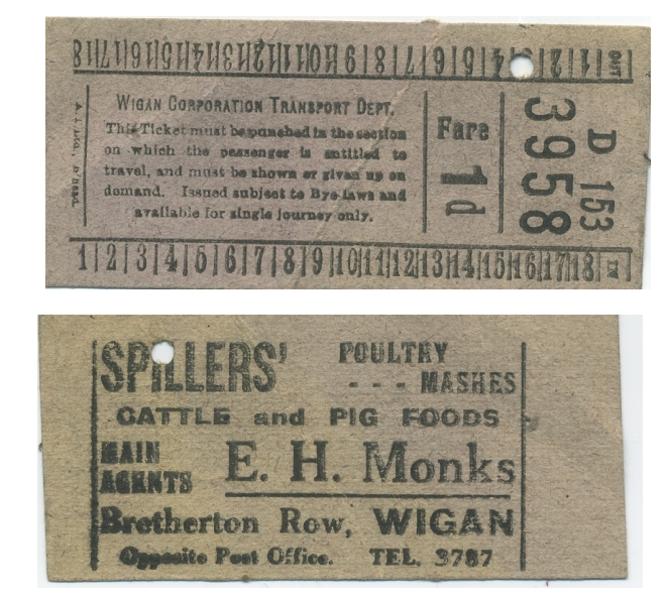 18|17|16|15|14|13|12|11|10|9|8|7|6|5|4|2|1|OUT
WIGAN CORPORATION TRANSPORT DEPT.
This Ticket must be punched in the section
on which the passenger is entitled to
travel, and must be shown or given up on
demand. Issued subject to Bye-laws and
available for single journey only.
Fare
1d
D 153
3958
1|2|3|4|5|6|7|8|9|10|11|12|13|14|15|16|17|18|IN
SPILLERS' POULTRY
- - - MASHES
CATTLE and PIG FOODS
MAIN
AGENTS
E. H. Monks
Bretherton Row, WIGAN
Opposite Post Office. TEL. 3787